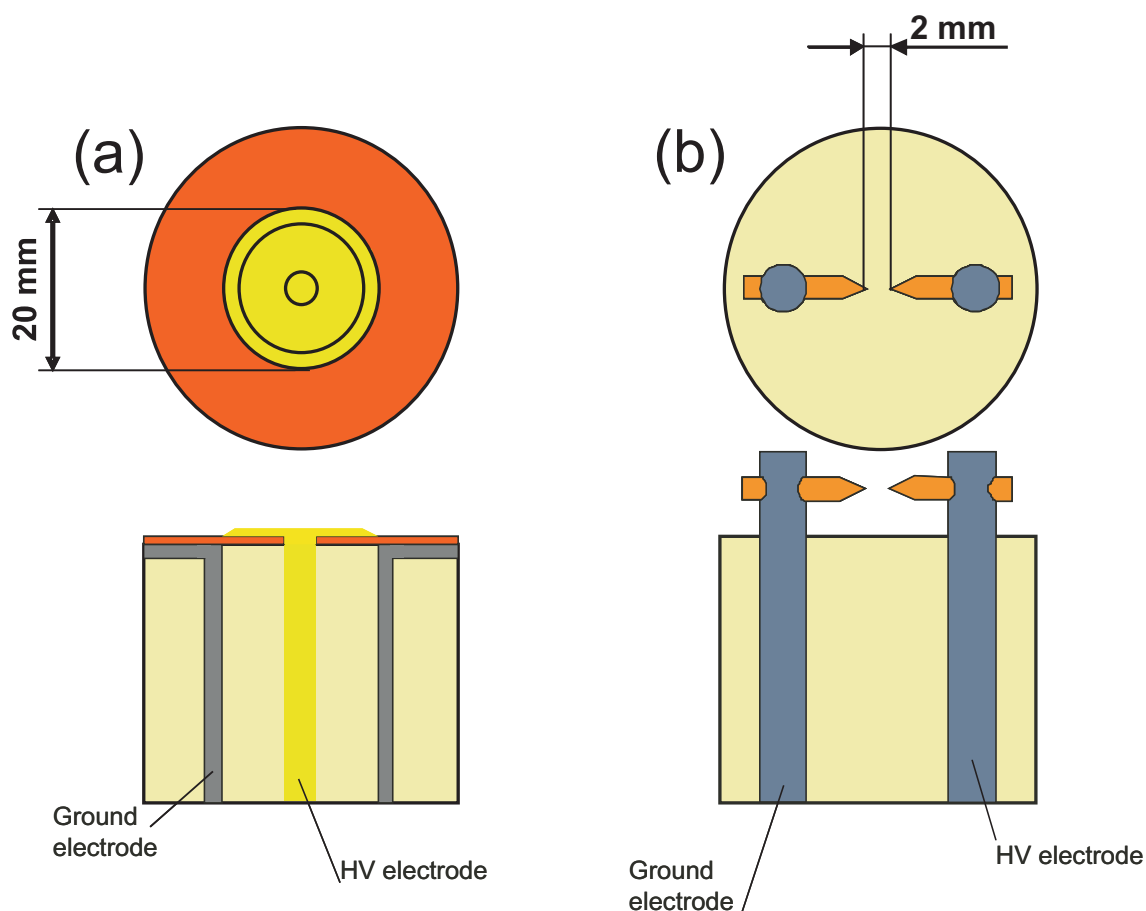 2 mm
(a)
(b)
20 mm
Ground
electrode
HV electrode
HV electrode
Ground
electrode